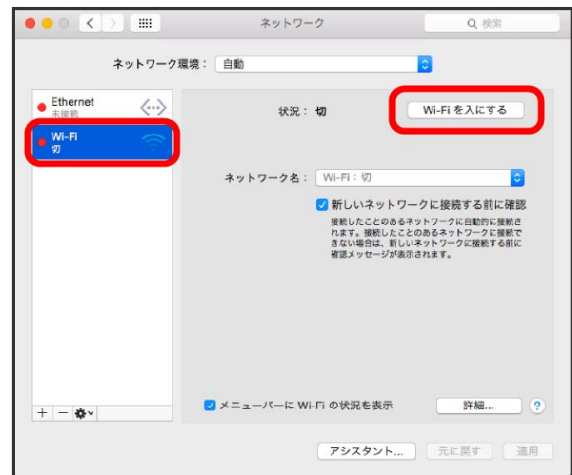 ネットワーク
検索
ネットワーク環境： 自動
Ethernet
未接続
Wi-Fi
切
状況： 切
Wi-Fi を入にする
ネットワーク名： Wi-Fi：切
新しいネットワークに接続する前に確認
接続したことのあるネットワークに自動的に接続さ
れます。接続したことのあるネットワークに接続で
きない場合は、新しいネットワークに接続する前に
確認メッセージが表示されます。
メニューバーに Wi-Fi の状況を表示
詳細...
?
アシスタント...
元に戻す
適用